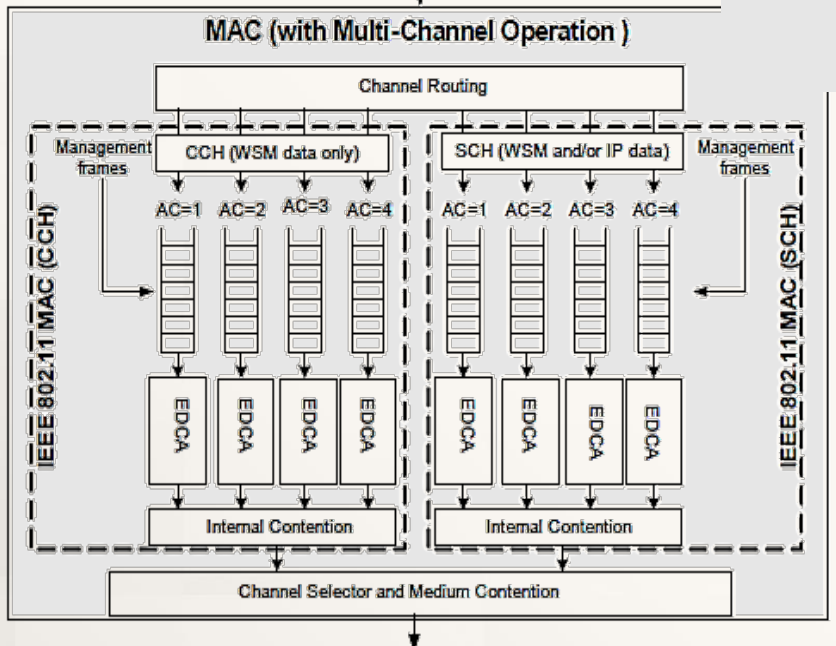 MAC (with Multi-Channel Operation )
Channel Routing
Management
frames
CCH (WSM data only)
SCH (WSM and/or IP data)
Management
frames
AC=1 AC=2 AC=3 AC=4
AC=1 AC=2 AC=3 AC=4
IEEE 802.11 MAC (CCH)
IEEE 802.11 MAC (SCH)
EDCA EDCA EDCA EDCA
EDCA EDCA EDCA EDCA
Internal Contention
Internal Contention
Channel Selector and Medium Contention